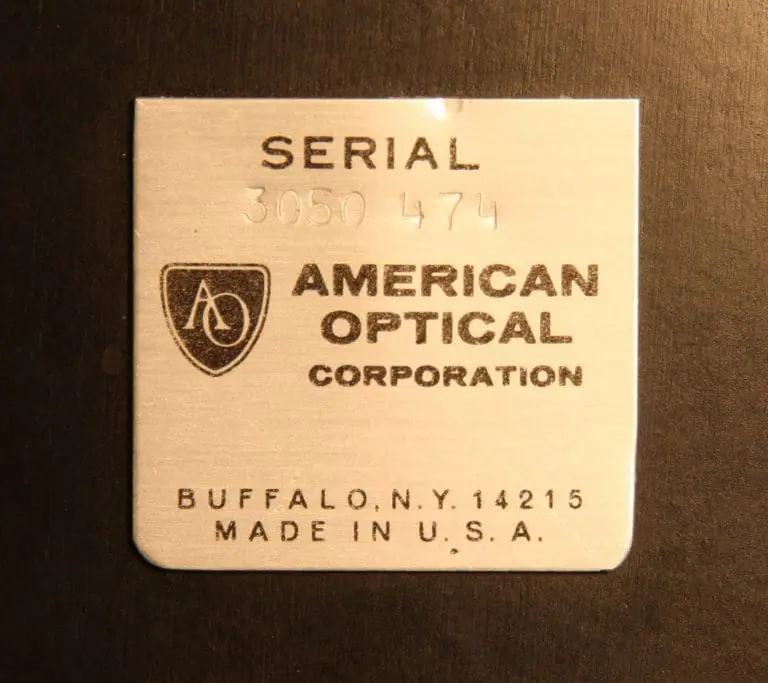 SERIAL
3050 474
AO
AMERICAN
OPTICAL
CORPORATION
BUFFALO, N.Y. 14215
MADE IN U. S. A.